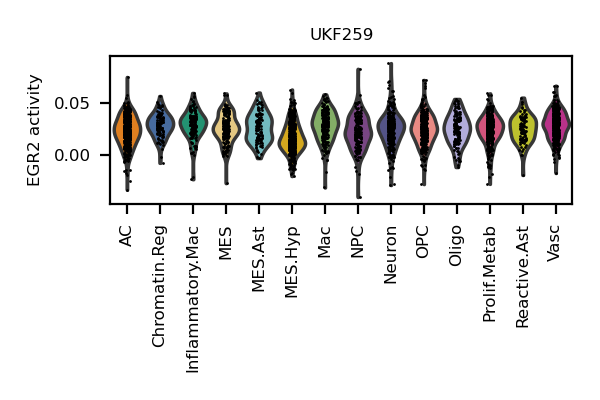 UKF259
EGR2 activity
0.05
0.00
AC
Chromatin.Reg
Inflammatory.Mac
MES
MES.Ast
MES.Hyp
Mac
NPC
Neuron
OPC
Oligo
Prolif.Metab
Reactive.Ast
Vasc